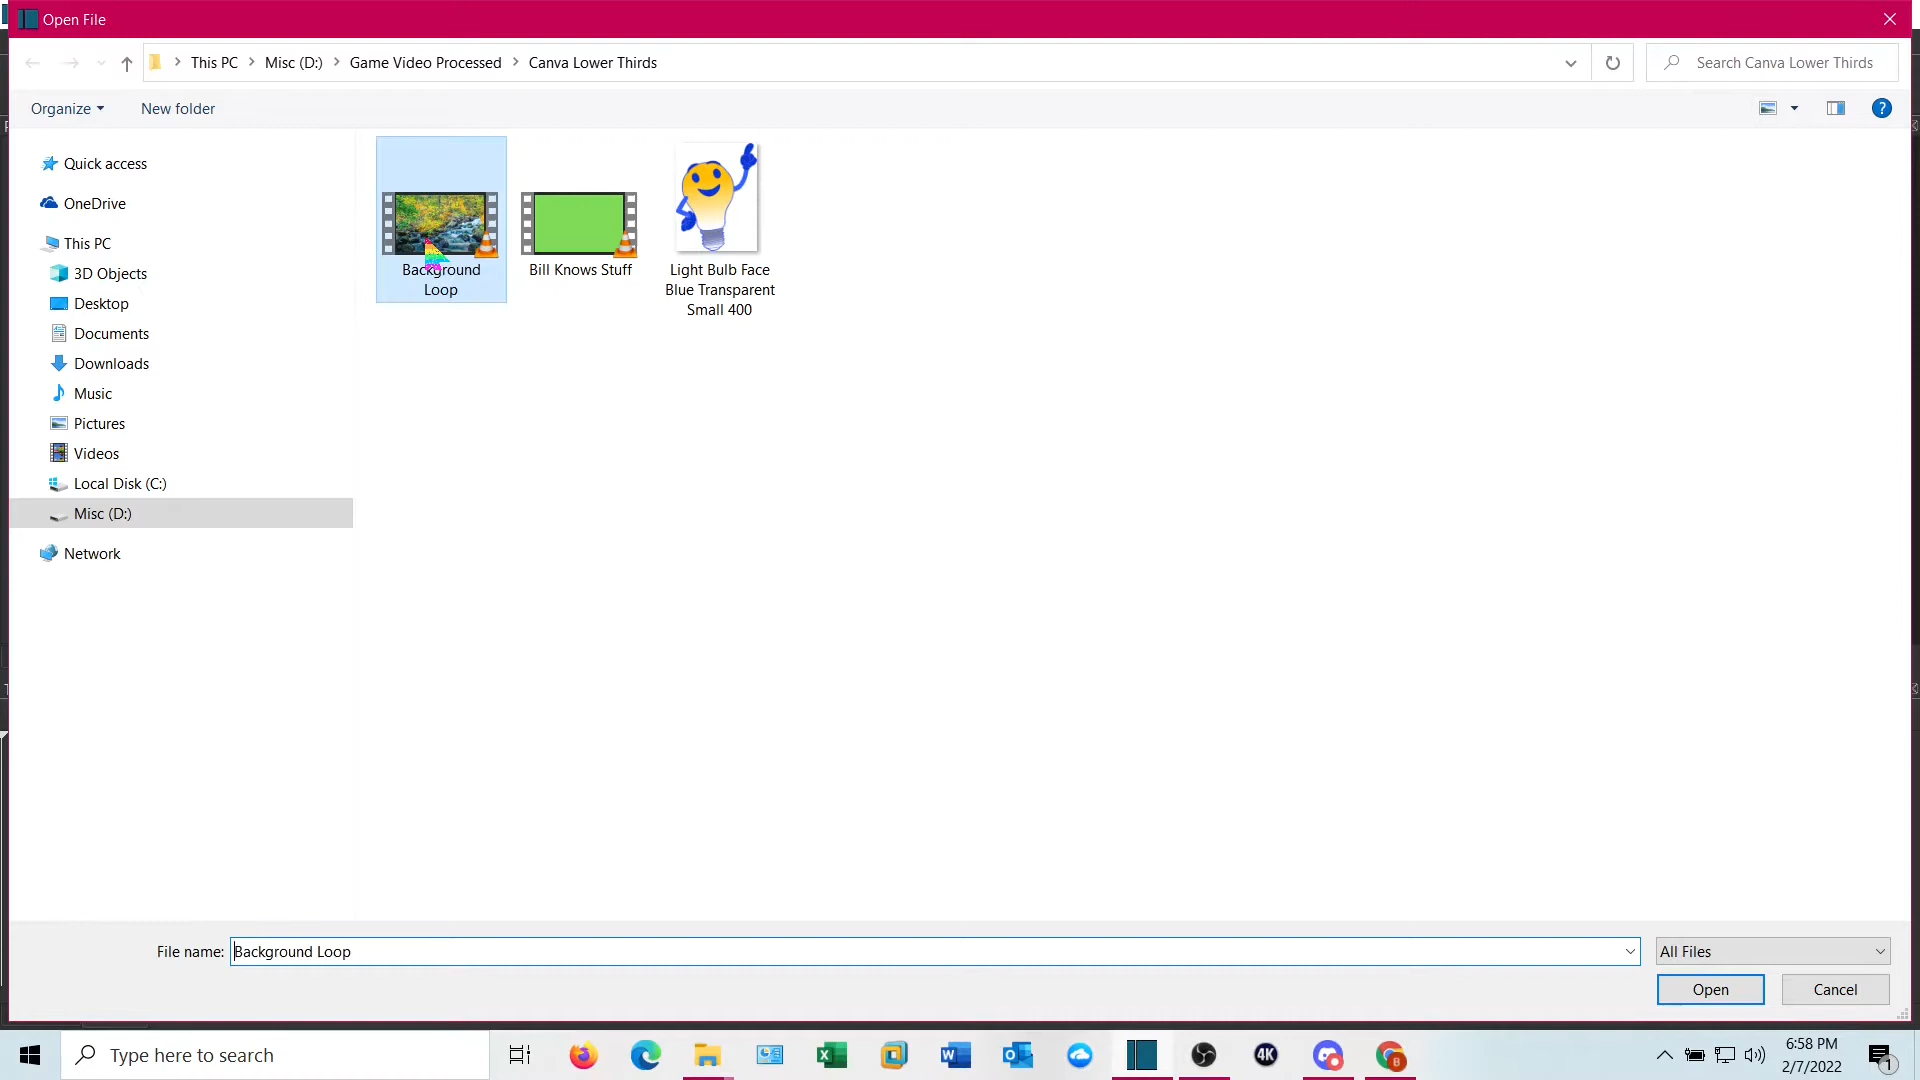 Open File
This PC
Misc (D:)
Game Video Processed
Canva Lower Thirds
Search Canva Lower Thirds
Organize
New folder
?
Quick access
OneDrive
This PC
3D Objects
Desktop
Documents
Downloads
Music
Pictures
Videos
Local Disk (C:)
Misc (D:)
Network
Background
Loop
Bill Knows Stuff
Light Bulb Face
Blue Transparent
Small 400
File name:
Background Loop
All Files
Open
Cancel
Type here to search
4K
B
6:58 PM
2/7/2022
1